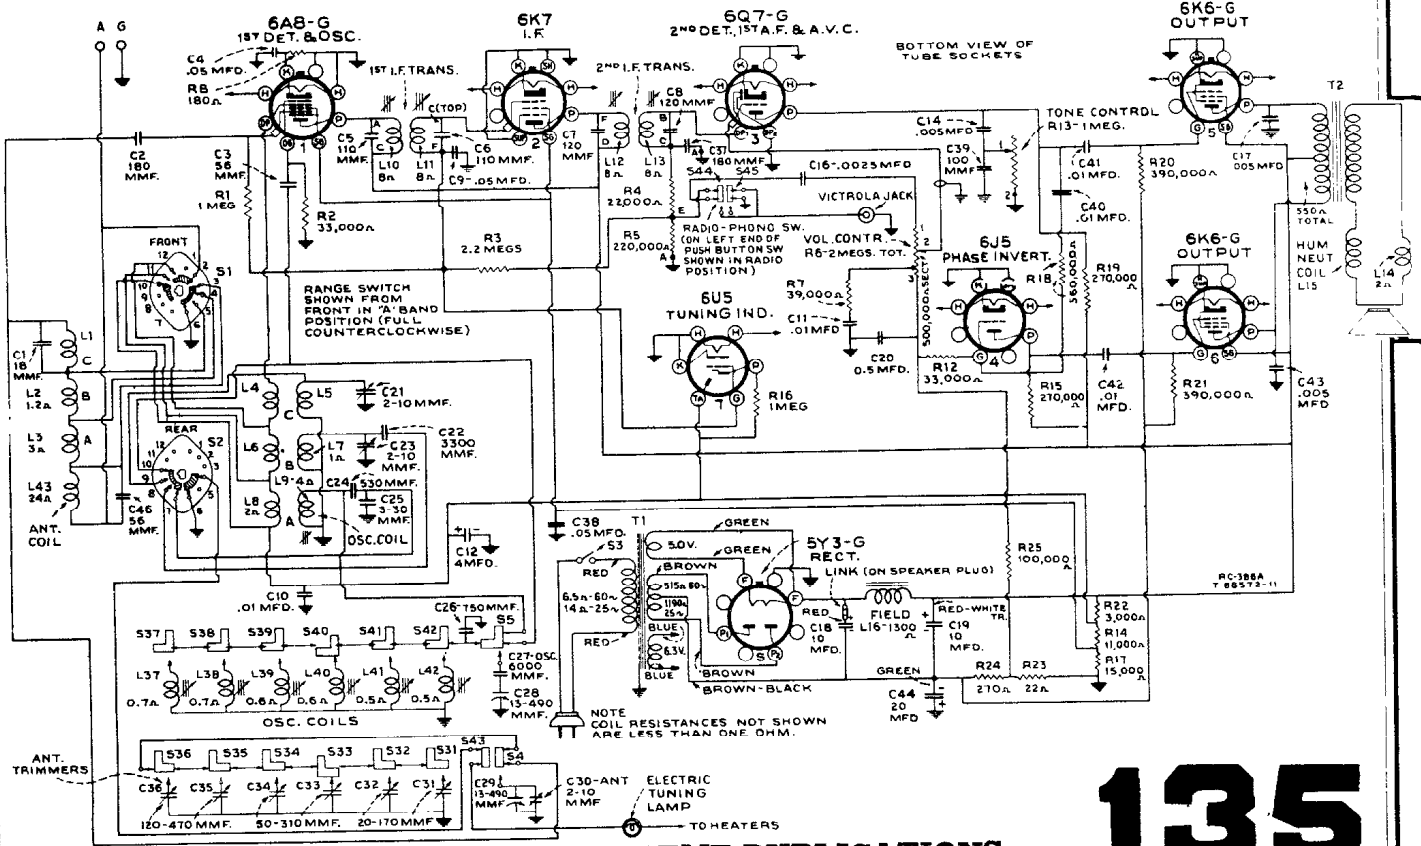 A G
6A8-G
1ST DET. & OSC.
C4
.05 MFD.
R8
180Ω
6K7
I.F.
6Q7-G
2ND DET., 1ST A.F. & A.V.C.
BOTTOM VIEW OF
TUBE SOCKETS
6K6-G
OUTPUT
T2
1ST I.F. TRANS.
2ND I.F. TRANS.
C(TOP)
C2
180
MMF.
C3
56
MMF.
R1
1 MEG
R2
33,000Ω
C5
110
MMF.
L10
8Ω
L11
8Ω
C6
110 MMF.
C9-.05 MFD.
C7
120
MMF
L12
8Ω
L13
8Ω
C8
120 MMF
C37
180 MMF.
S44
S45
C16-.0025 MFD
C14
.005 MFD
C39
100
MMF
TONE CONTROL
R13-1 MEG.
C41
.01 MFD.
C40
.01 MFD.
R20
390,000Ω
C17
.005 MFD
550Ω
TOTAL
R4
22,000Ω
R5
220,000Ω
R3
2.2 MEGS
RADIO-PHONO SW.
(ON LEFT END OF
PUSH BUTTON SW
SHOWN IN RADIO
POSITION)
VICTROLA JACK
VOL. CONTR.
R6-2 MEGS. TOT.
500,000Ω SECT.
6J5
PHASE INVERT.
R18
560,000Ω
R19
270,000Ω
6K6-G
OUTPUT
HUM
NEUT
COIL
L15
L14
2Ω
FRONT
S1
RANGE SWITCH
SHOWN FROM
FRONT IN "A" BAND
POSITION (FULL
COUNTERCLOCKWISE)
6U5
TUNING IND.
R7
39,000Ω
C11
.01 MFD
C20
0.5 MFD.
R12
33,000Ω
R15
270,000
Ω
C42
.01
MFD.
R21
390,000Ω
C43
.005
MFD
R16
1 MEG
C1
18
MMF.
L1
C
L2
1.2Ω
B
L3
3Ω
A
L43
24Ω
ANT.
COIL
C46
56
MMF.
REAR
S2
L4
L5
C
C21
2-10 MMF.
L6
L7
1Ω
B
C22
3300
MMF.
C23
2-10
MMF.
L9-4Ω
C24
530 MMF.
L8
2Ω
A
C25
3-30
MMF.
OSC. COIL
C12
4 MFD.
C10
.01 MFD.
C38
.05 MFD.
S3
T1
GREEN
5.0V.
GREEN
BROWN
RED
6.5Ω-60~
14Ω-25~
515Ω 60~
1190Ω
25~
BLUE
6.3V.
BLUE
RED
BROWN
BROWN-BLACK
5Y3-G
RECT.
LINK (ON SPEAKER PLUG)
RED
C18
10
MFD.
FIELD
L16-1300
Ω
RED-WHITE
TR.
C19
10
MFD.
GREEN
C44
20
MFD
R24
270Ω
R23
22Ω
R25
100,000
Ω
RC-388A
T 88572-11
R22
3,000Ω
R14
11,000Ω
R17
15,000
Ω
S37
S38
S39
S40
S41
S42
C26-750 MMF.
S5
L37
0.7Ω
L38
0.7Ω
L39
0.6Ω
L40
0.6Ω
L41
0.5Ω
L42
0.5Ω
OSC. COILS
C27-OSC.
6000
MMF.
C28
13-490
MMF.
NOTE
COIL RESISTANCES NOT SHOWN
ARE LESS THAN ONE OHM.
ANT.
TRIMMERS
S36
S35
S34
S33
S32
S31
S43
S4
C36
C35
C34
C33
C32
C31
120-470 MMF.
50-310 MMF.
20-170 MMF
C29
13-490
MMF
C30-ANT
2-10
MMF
ELECTRIC
TUNING
LAMP
TO HEATERS
135